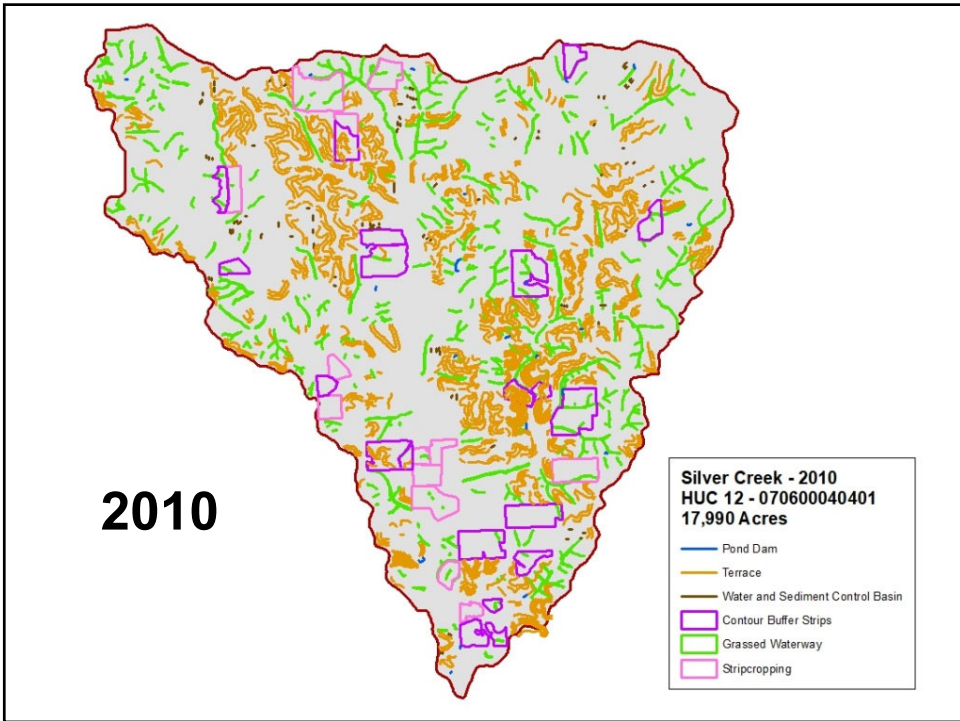 2010
Silver Creek - 2010
HUC 12 - 070600040401
17,990 Acres
Pond Dam
Terrace
Water and Sediment Control Basin
Contour Buffer Strips
Grassed Waterway
Stripcropping